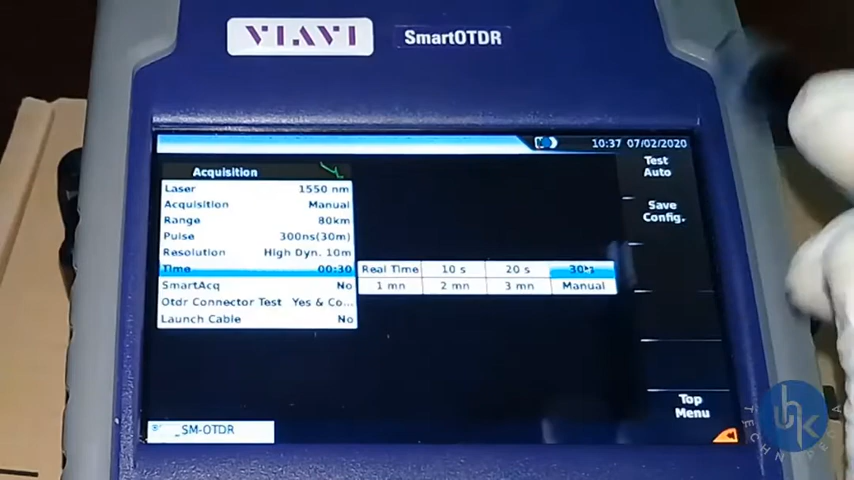 VIAVI SmartOTDR
10:37 07/02/2020
Acquisition
Laser 1550 nm
Acquisition Manual
Range 80km
Pulse 300ns(30m)
Resolution High Dyn. 10m
Time 00:30
SmartAcq No
Otdr Connector Test Yes & Co...
Launch Cable No
Real Time 10 s 20 s 30 s
1 mn 2 mn 3 mn Manual
Test
Auto
Save
Config.
Top
Menu
_SM-OTDR